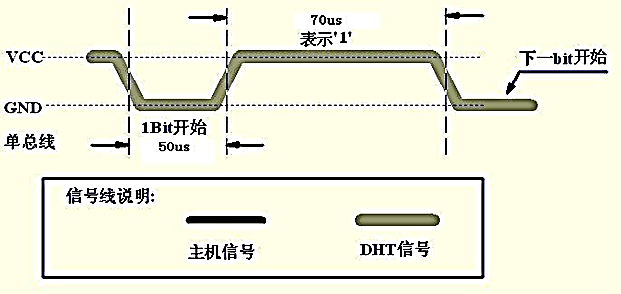 70us
表示'1'
VCC
下一bit开始
GND
1Bit开始
单总线
50us
信号线说明:
主机信号
DHT信号